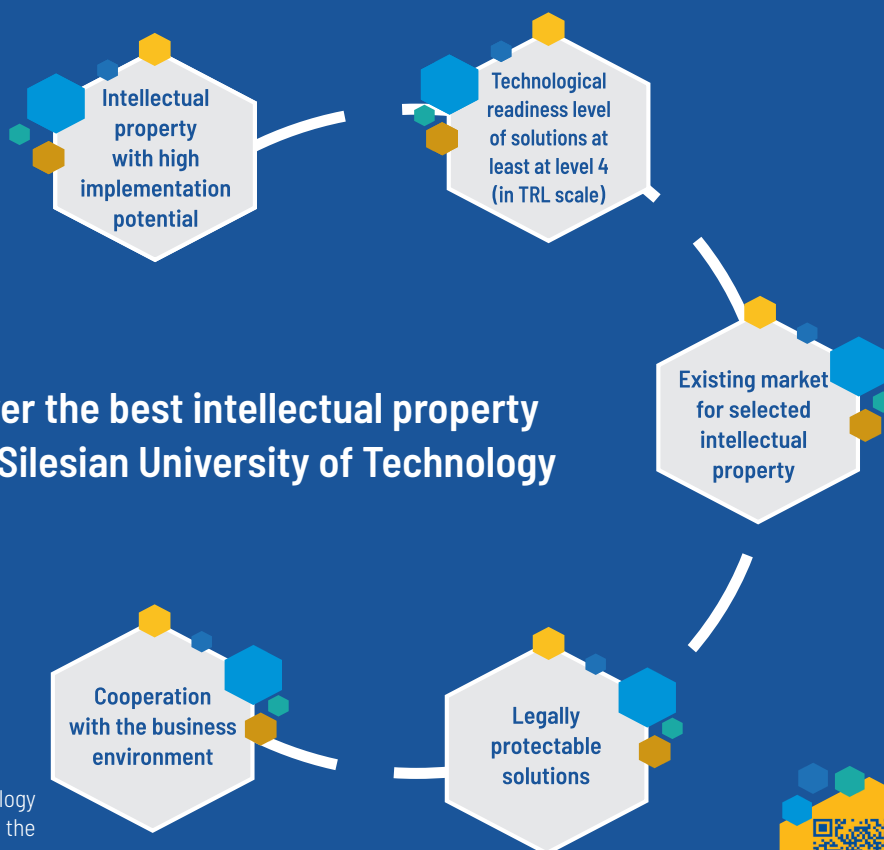 Intellectual
property
with high
implementation
potential
Technological
readiness level
of solutions at
least at level 4
(in TRL scale)
Existing market
for selected
intellectual
property
er the best intellectual property
Silesian University of Technology
Cooperation
with the business
environment
Legally
protectable
solutions
logy
the